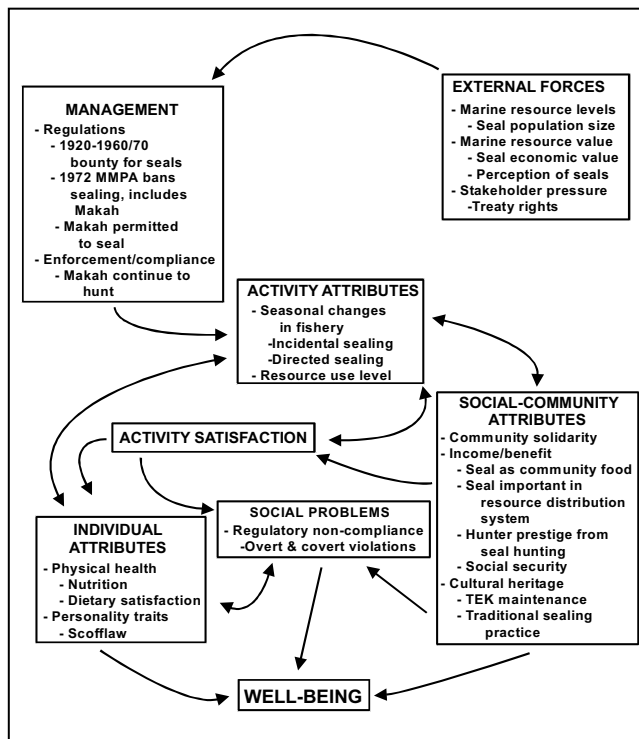 MANAGEMENT
- Regulations
- 1920-1960/70
bounty for seals
- 1972 MMPA bans
sealing, includes
Makah
- Makah permitted
to seal
- Enforcement/compliance
- Makah continue to
hunt
EXTERNAL FORCES
- Marine resource levels
- Seal population size
- Marine resource value
- Seal economic value
- Perception of seals
- Stakeholder pressure
-Treaty rights
ACTIVITY ATTRIBUTES
- Seasonal changes
in fishery
-Incidental sealing
-Directed sealing
- Resource use level
SOCIAL-COMMUNITY
ATTRIBUTES
- Community solidarity
- Income/benefit
- Seal as community food
- Seal important in
resource distribution
system
- Hunter prestige from
seal hunting
- Social security
- Cultural heritage
- TEK maintenance
- Traditional sealing
practice
ACTIVITY SATISFACTION
SOCIAL PROBLEMS
- Regulatory non-compliance
-Overt & covert violations
INDIVIDUAL
ATTRIBUTES
- Physical health
- Nutrition
- Dietary satisfaction
- Personality traits
- Scofflaw
WELL-BEING